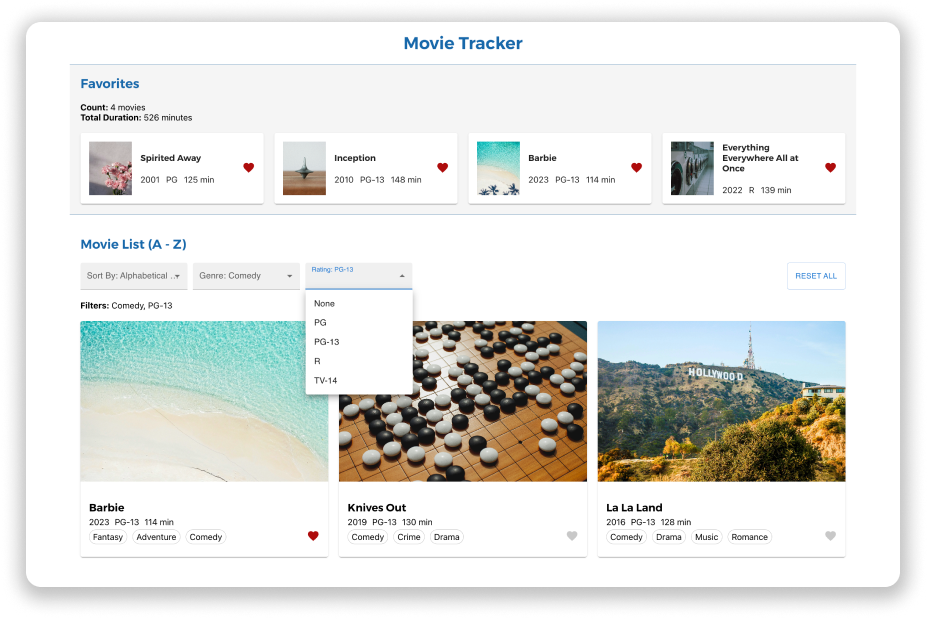 Movie Tracker
Favorites
Count: 4 movies
Total Duration: 526 minutes
Spirited Away
2001 PG 125 min
Inception
2010 PG-13 148 min
Barbie
2023 PG-13 114 min
Everything
Everywhere All at
Once
2022 R 139 min
Movie List (A - Z)
Sort By: Alphabetical ...
Genre: Comedy
Rating: PG-13
RESET ALL
None
PG
PG-13
R
TV-14
Filters: Comedy, PG-13
HOLLYWOOD
Barbie
2023 PG-13 114 min
Fantasy Adventure Comedy
Knives Out
2019 PG-13 130 min
Comedy Crime Drama
La La Land
2016 PG-13 128 min
Comedy Drama Music Romance